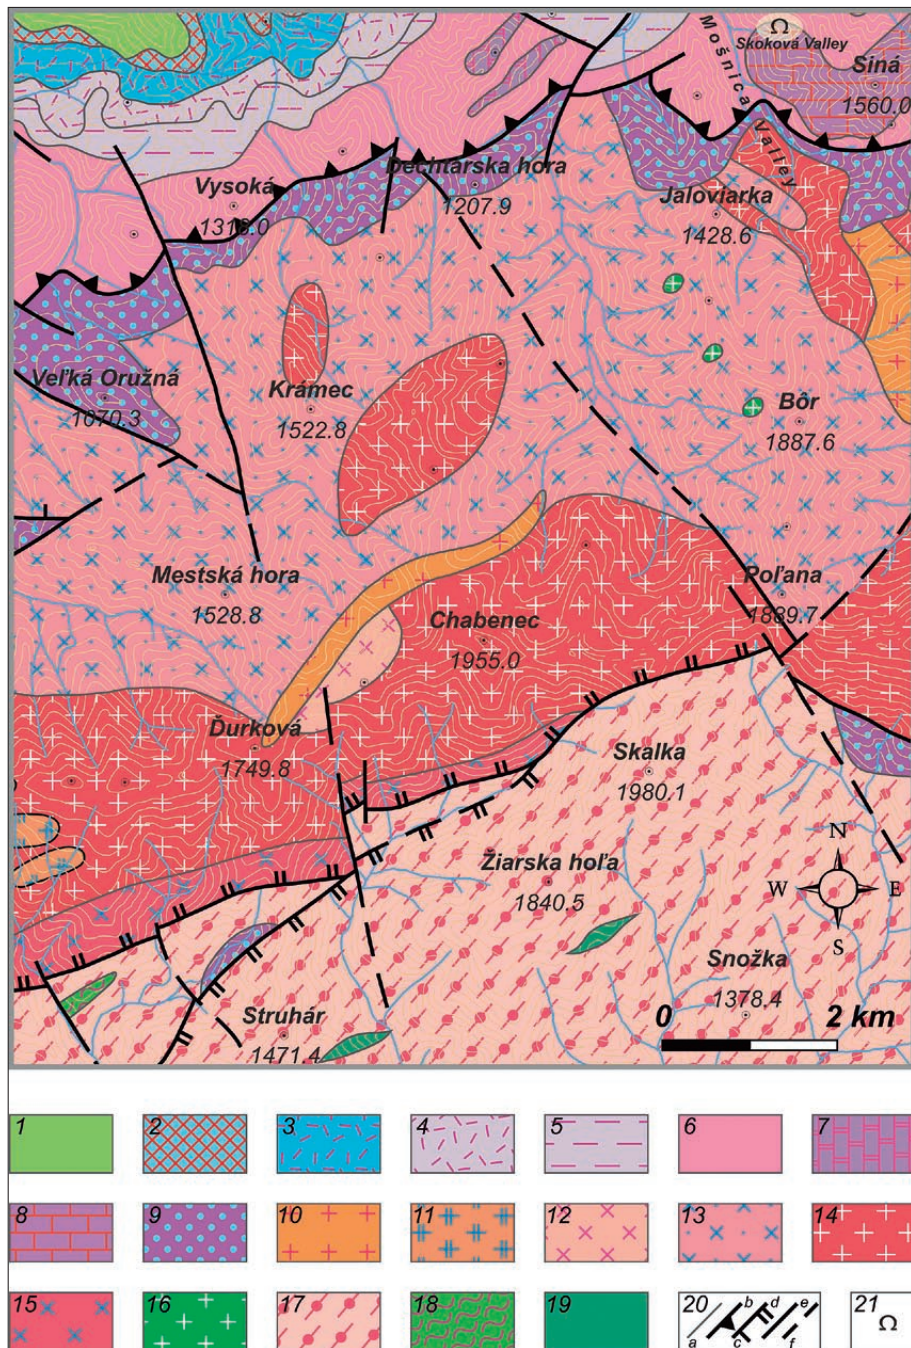 Ω
Skoková Valley
Mošnica Valley
Siná
1560.0
Dechtárska hora
1207.9
Vysoká
1318.0
Jaloviarka
1428.6
Veľká Oružná
1070.3
Krámec
1522.8
Bôr
1887.6
Mestská hora
1528.8
Poľana
1889.7
Chabenec
1955.0
Ďurková
1749.8
Skalka
1980.1
Žiarska hoľa
1840.5
N
W E
S
Snožka
1378.4
Struhár
1471.4
0 2 km
1 2 3 4 5 6 7
8 9 10 11 12 13 14
15 16 17 18 19 20 a b c d e f 21 Ω